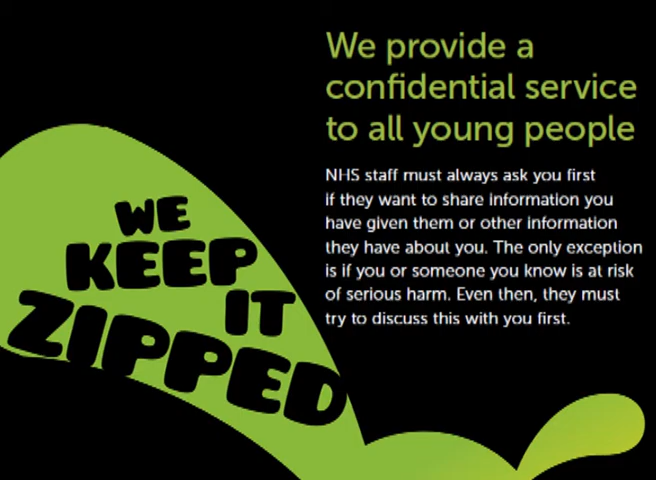 We provide a
confidential service
to all young people
NHS staff must always ask you first
if they want to share information you
have given them or other information
they have about you. The only exception
is if you or someone you know is at risk
of serious harm. Even then, they must
try to discuss this with you first.
WE
KEEP
IT
ZIPPED